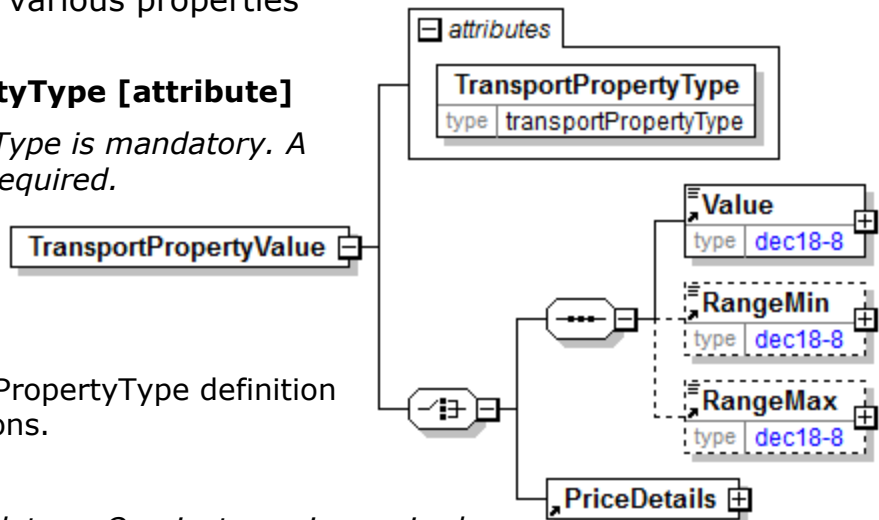 various properties
tyType [attribute]
Type is mandatory. A
equired.
PropertyType definition
ons.
attributes
TransportPropertyType
type transportPropertyType
TransportPropertyValue
Value
type dec18-8
RangeMin
type dec18-8
RangeMax
type dec18-8
PriceDetails